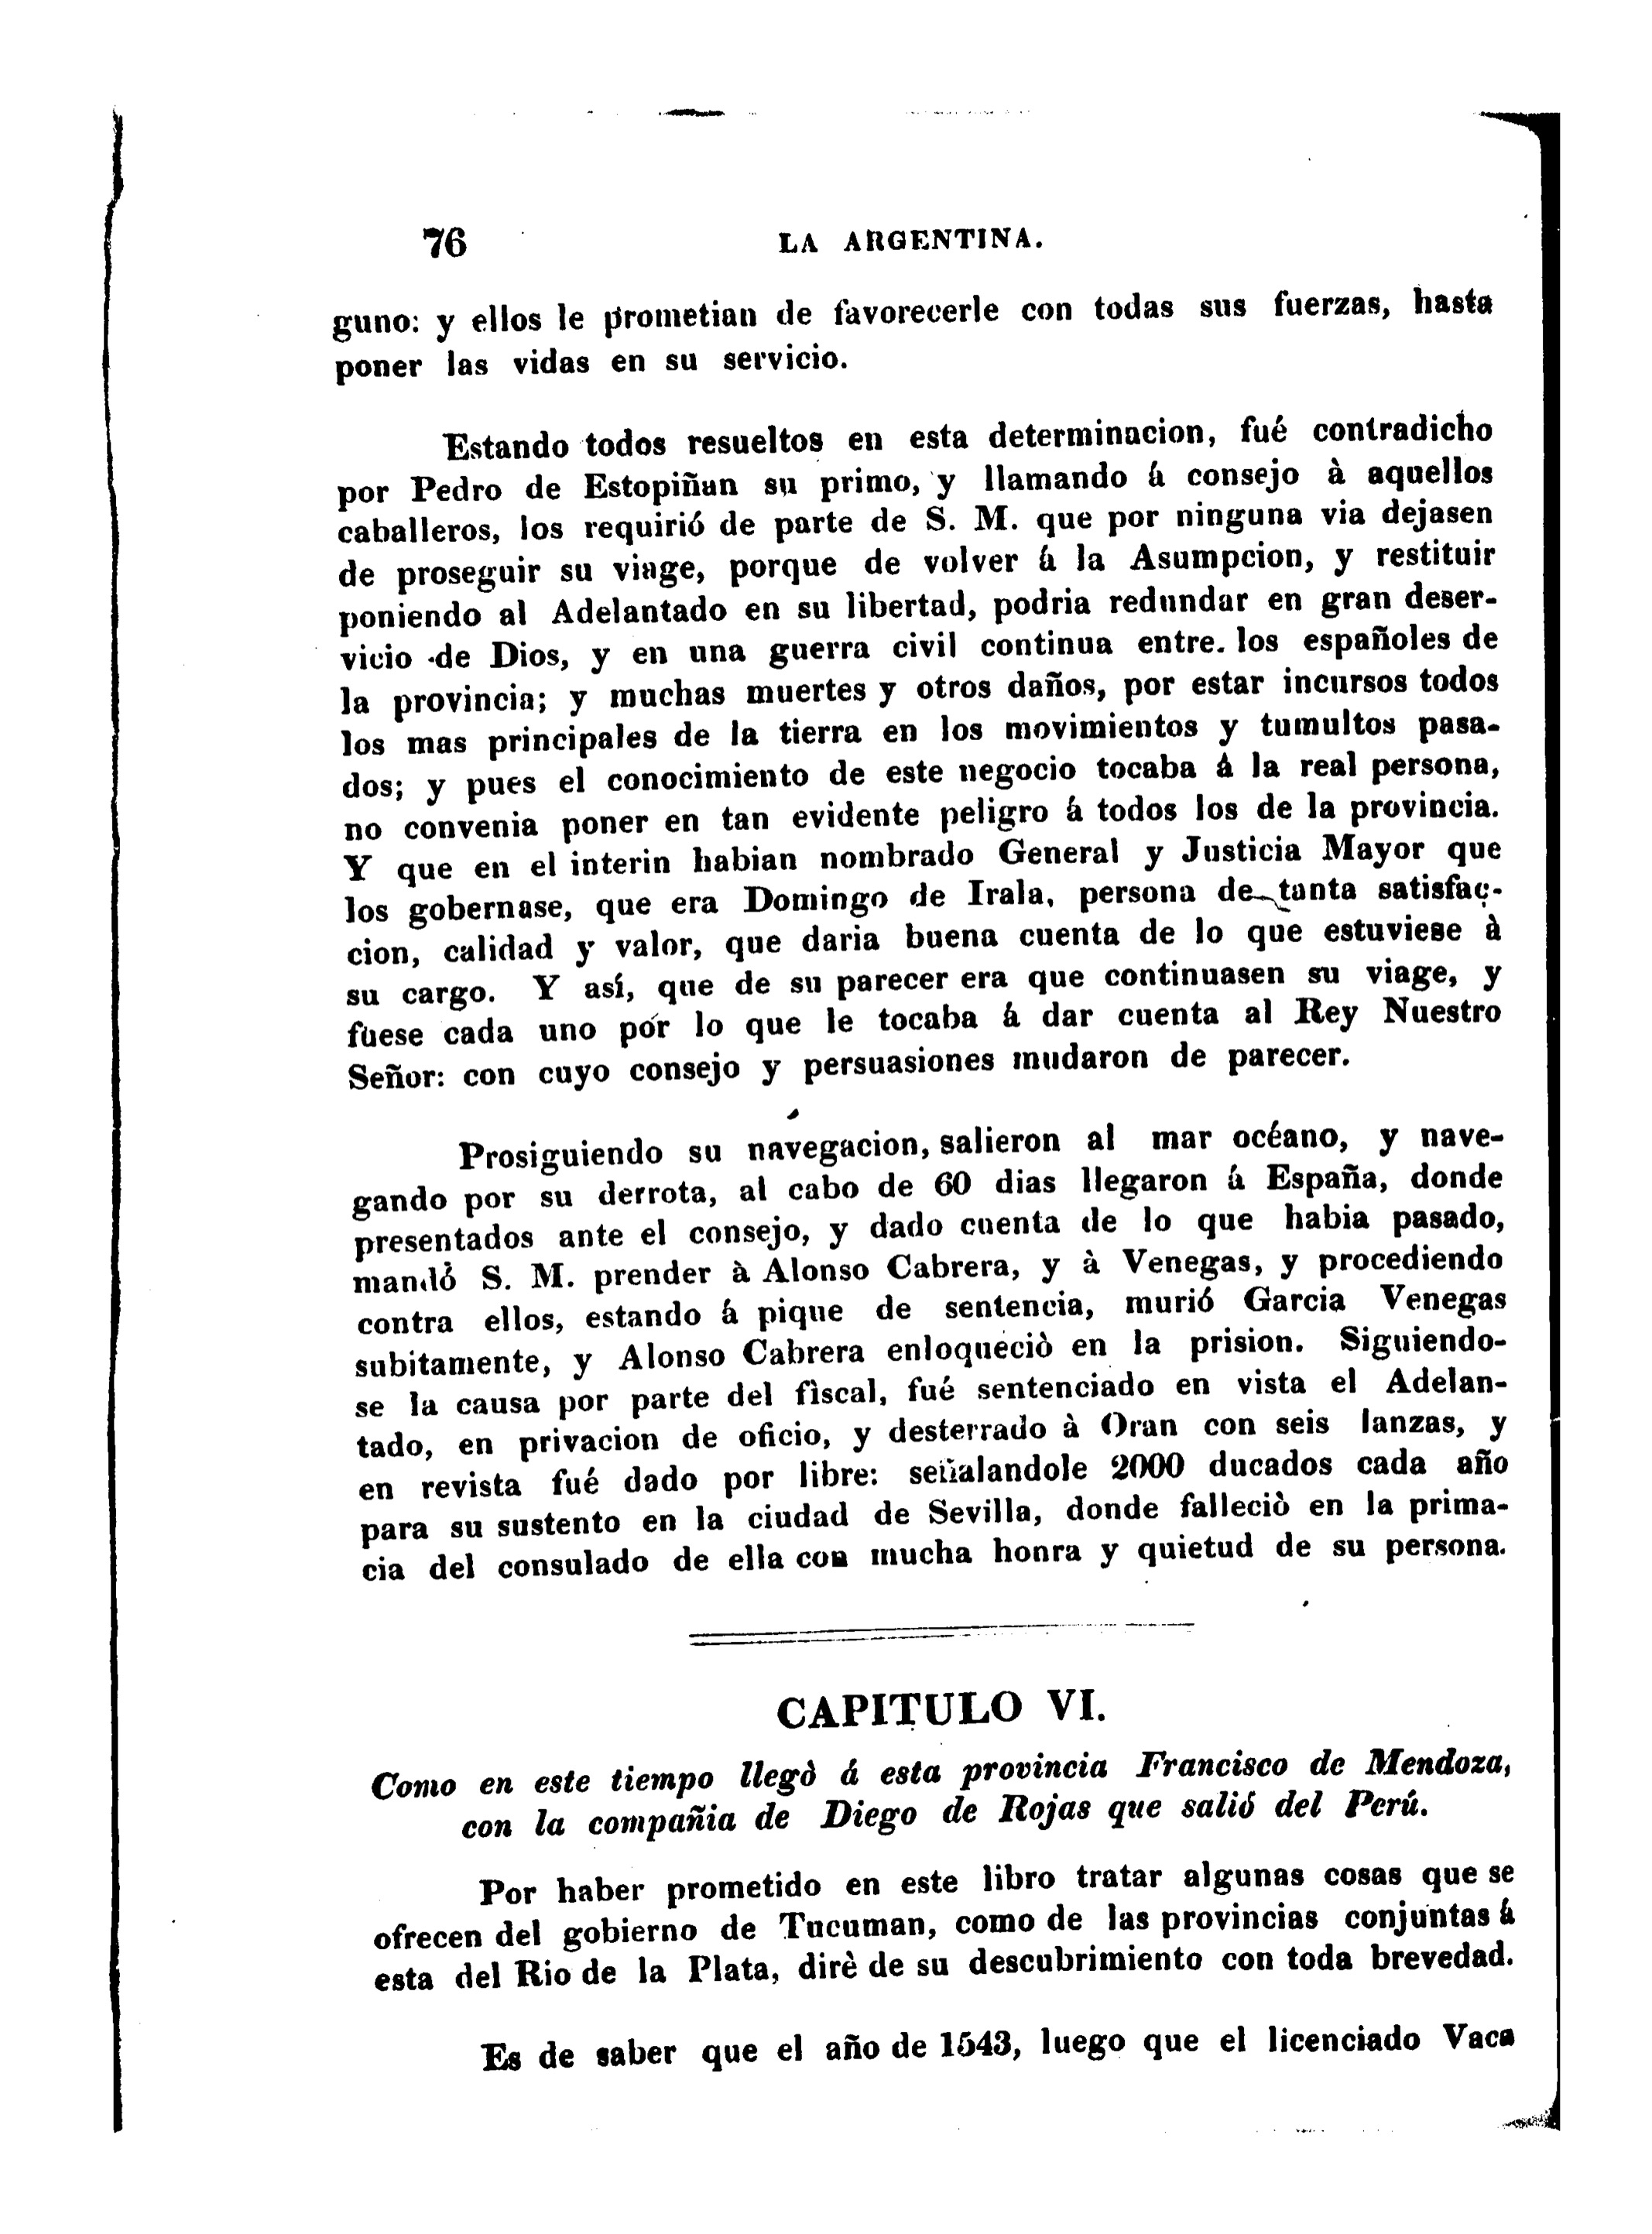 76 LA ARGENTINA.
guno: y ellos le prometian de favorecerle con todas sus fuerzas, hasta
poner las vidas en su servicio.
Estando todos resueltos en esta determinacion, fué contradicho
por Pedro de Estopiñan su primo, y llamando á consejo à aquellos
caballeros, los requirió de parte de S. M. que por ninguna via dejasen
de proseguir su viage, porque de volver á la Asumpcion, y restituir
poniendo al Adelantado en su libertad, podria redundar en gran deser-
vicio de Dios, y en una guerra civil continua entre. los españoles de
la provincia; y muchas muertes y otros daños, por estar incursos todos
los mas principales de la tierra en los movimientos y tumultos pasa-
dos; y pues el conocimiento de este negocio tocaba á la real persona,
no convenia poner en tan evidente peligro á todos los de la provincia.
Y que en el interin habian nombrado General y Justicia Mayor que
los gobernase, que era Domingo de Irala, persona de tanta satisfac-
cion, calidad y valor, que daria buena cuenta de lo que estuviese à
su cargo. Y así, que de su parecer era que continuasen su viage, y
fuese cada uno por lo que le tocaba á dar cuenta al Rey Nuestro
Señor: con cuyo consejo y persuasiones mudaron de parecer.
Prosiguiendo su navegacion, salieron al mar océano, y nave-
gando por su derrota, al cabo de 60 dias llegaron á España, donde
presentados ante el consejo, y dado cuenta de lo que habia pasado,
mandó S. M. prender à Alonso Cabrera, y à Venegas, y procediendo
contra ellos, estando á pique de sentencia, murió Garcia Venegas
subitamente, y Alonso Cabrera enloqueciò en la prision. Siguiendo-
se la causa por parte del fiscal, fué sentenciado en vista el Adelan-
tado, en privacion de oficio, y desterrado à Oran con seis lanzas, y
en revista fué dado por libre: señalandole 2000 ducados cada año
para su sustento en la ciudad de Sevilla, donde falleciò en la prima-
cia del consulado de ella con mucha honra y quietud de su persona.
CAPITULO VI.
Como en este tiempo llegò á esta provincia Francisco de Mendoza,
con la compañia de Diego de Rojas que salió del Perú.
Por haber prometido en este libro tratar algunas cosas que se
ofrecen del gobierno de Tucuman, como de las provincias conjuntas á
esta del Rio de la Plata, dirè de su descubrimiento con toda brevedad.
Es de saber que el año de 1543, luego que el licenciado Vaca